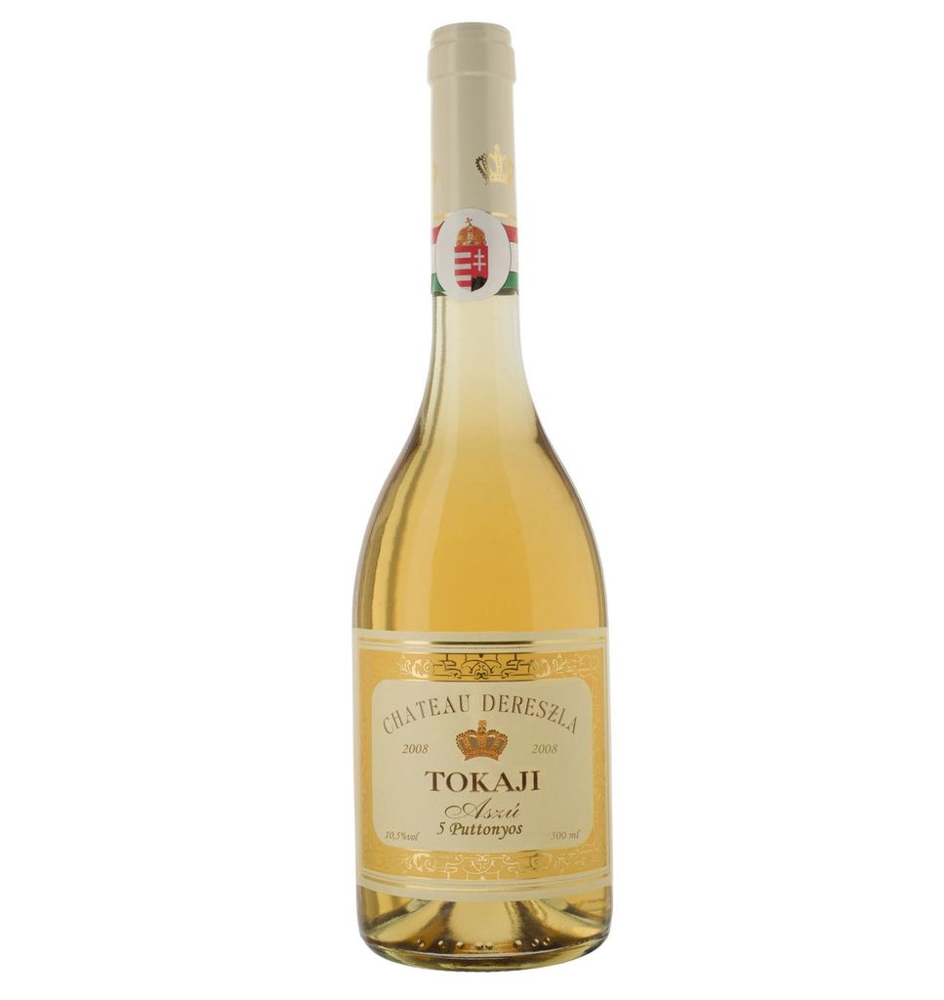 CHATEAU DERESZLA
2008 2008
TOKAJI
Aszú
5 Puttonyos
10,5%vol 500 ml